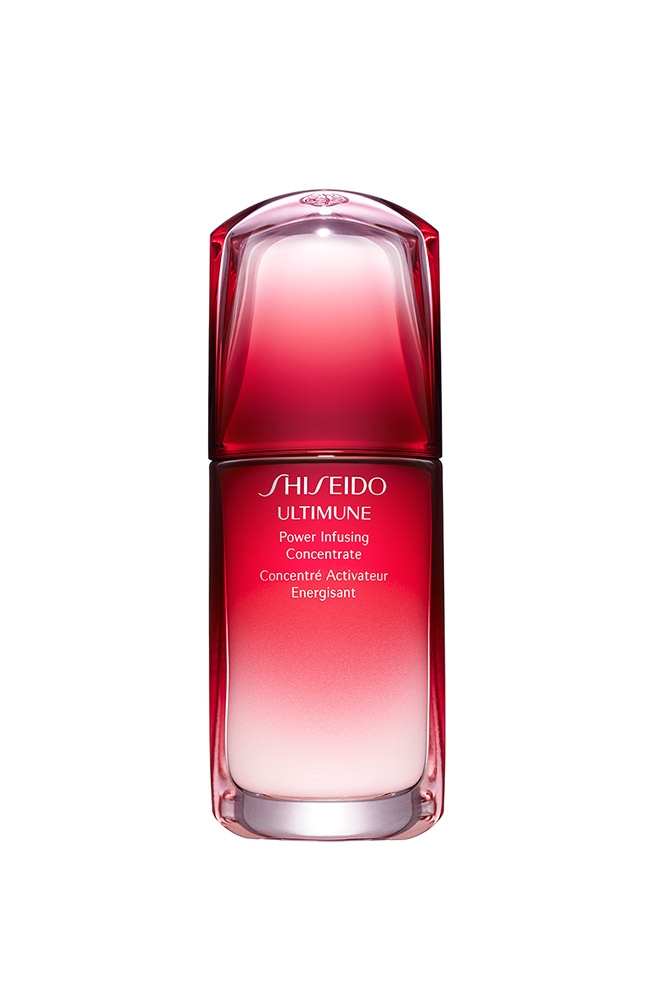 SHISEIDO
ULTIMUNE
Power Infusing
Concentrate
Concentré Activateur
Energisant